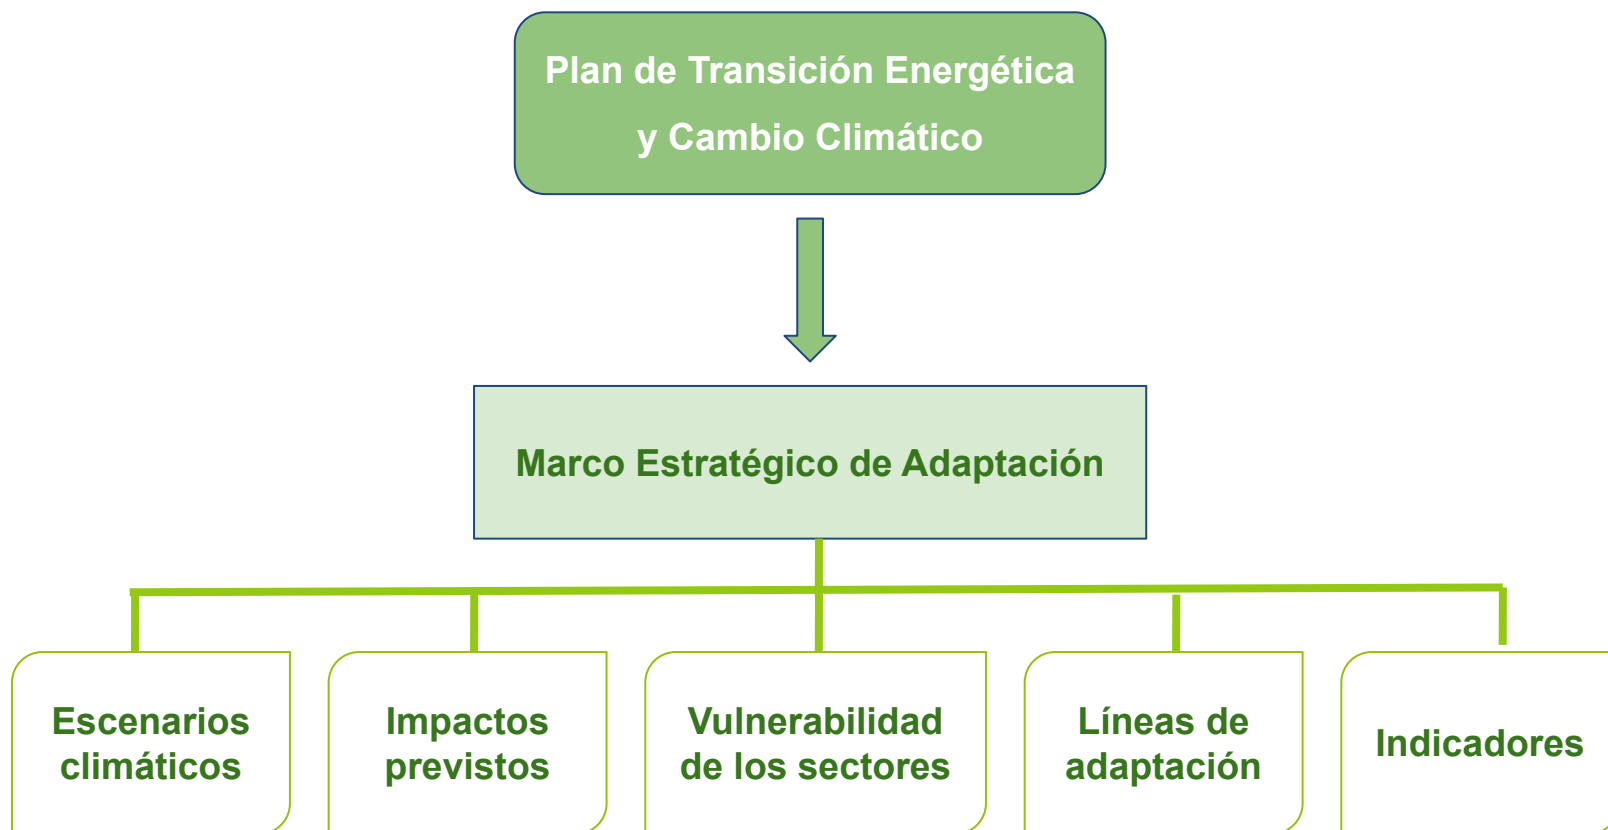 Plan de Transición Energética
y Cambio Climático
Marco Estratégico de Adaptación
Escenarios
climáticos
Impactos
previstos
Vulnerabilidad
de los sectores
Líneas de
adaptación
Indicadores